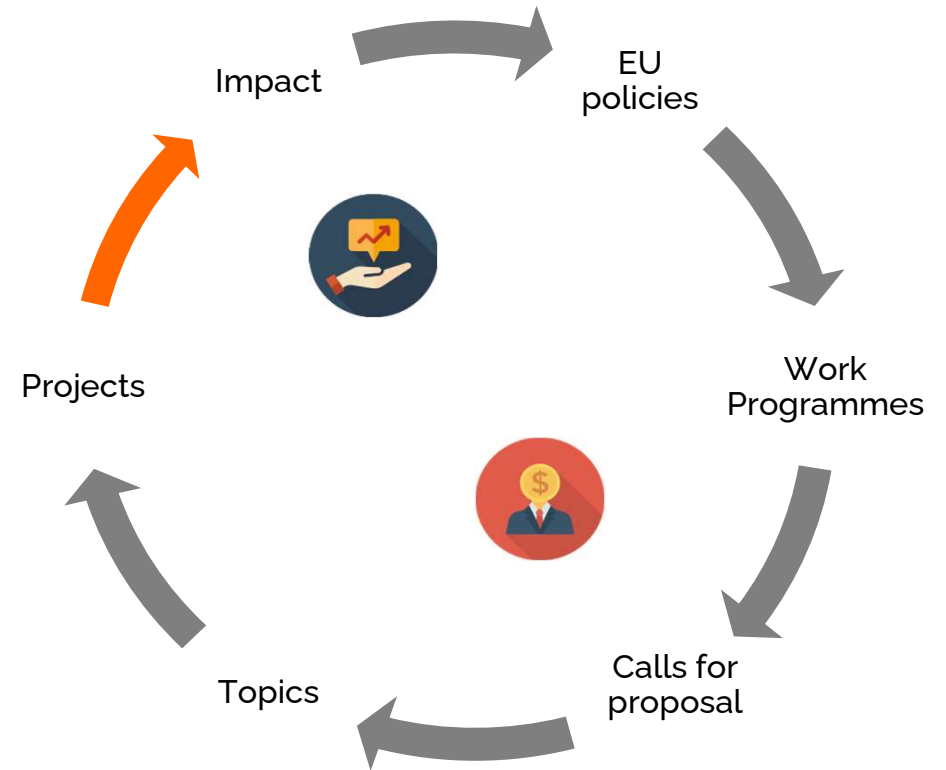 Impact
EU
policies
Work
Programmes
Calls for
proposal
Topics
Projects
$